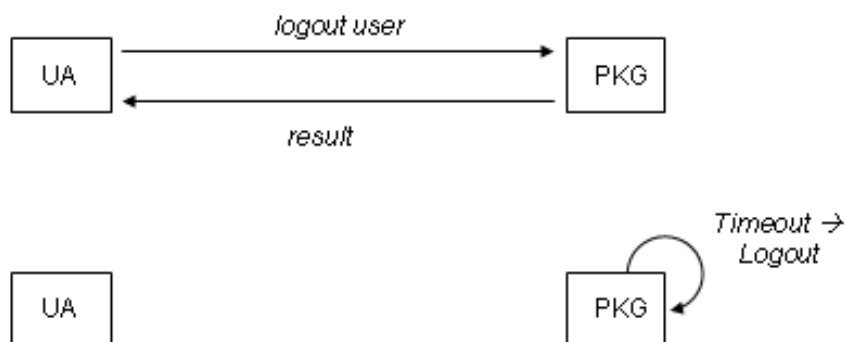 logout user
UA
PKG
result
Timeout →
Logout
UA
PKG